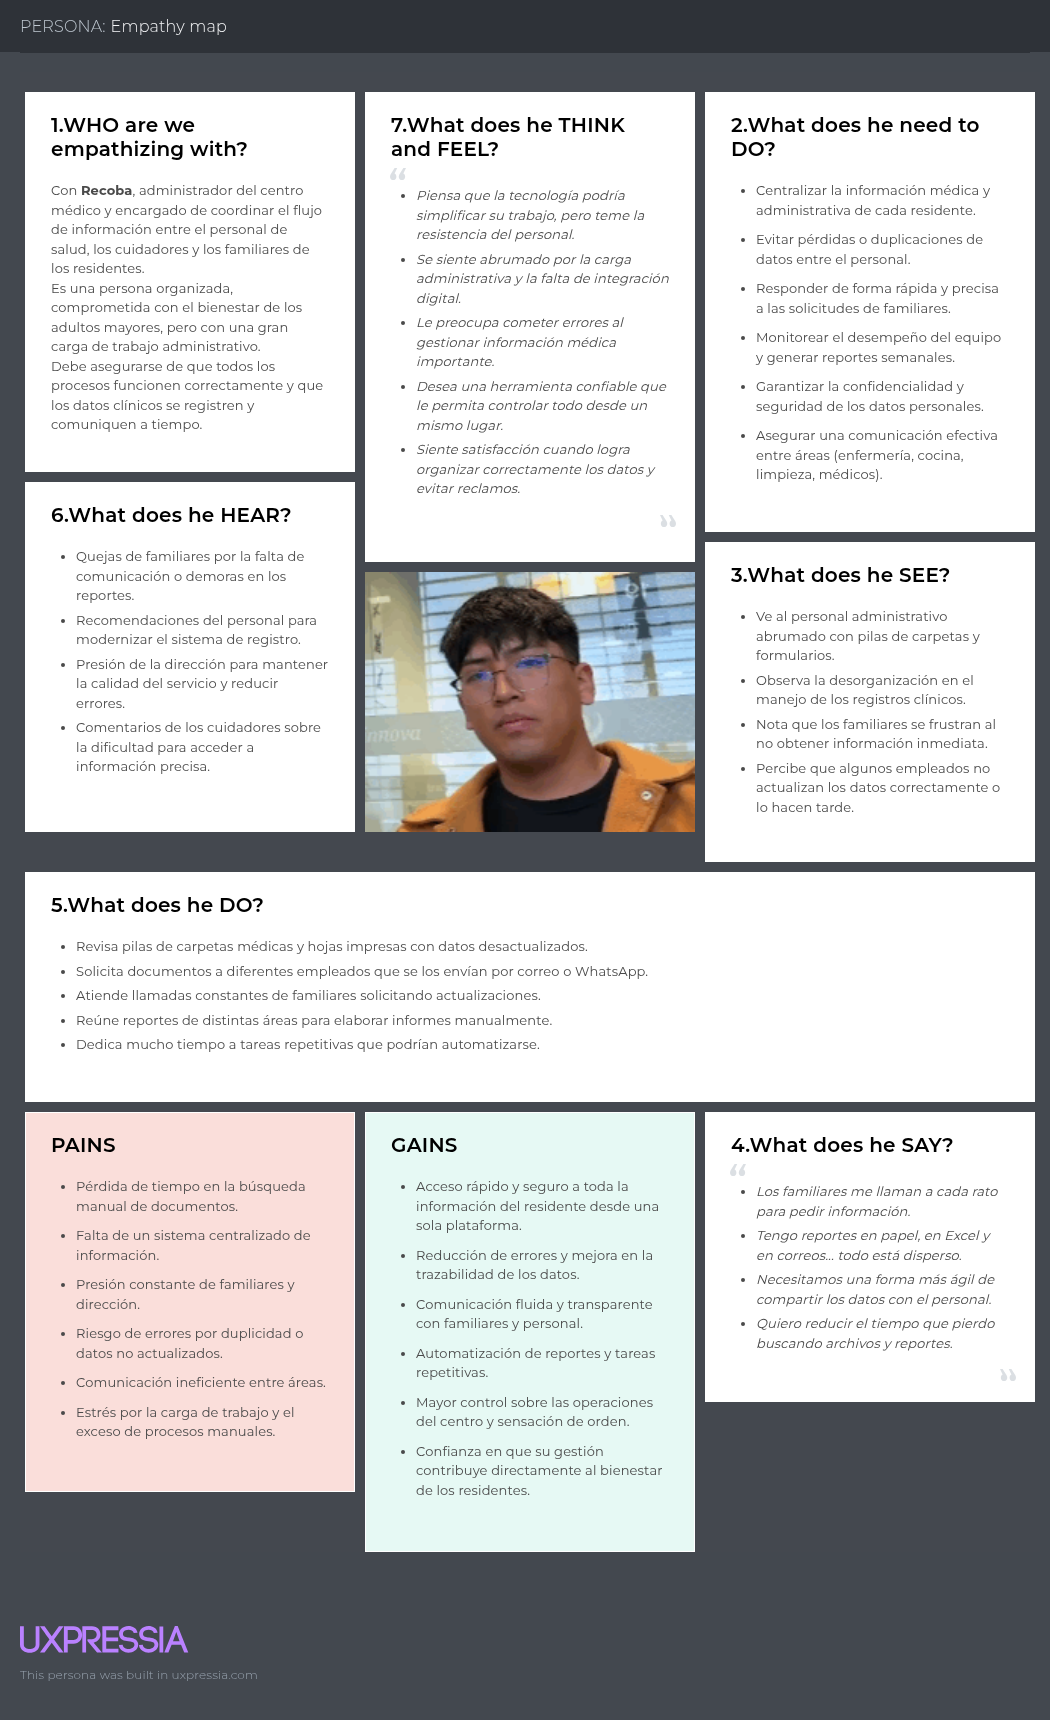 PERSONA: Empathy map
1.WHO are we
empathizing with?
Con Recoba, administrador del centro
médico y encargado de coordinar el flujo
de información entre el personal de
salud, los cuidadores y los familiares de
los residentes.
Es una persona organizada,
comprometida con el bienestar de los
adultos mayores, pero con una gran
carga de trabajo administrativo.
Debe asegurarse de que todos los
procesos funcionen correctamente y que
los datos clínicos se registren y
comuniquen a tiempo.
7.What does he THINK
and FEEL?
“
• Piensa que la tecnología podría
simplificar su trabajo, pero teme la
resistencia del personal.
• Se siente abrumado por la carga
administrativa y la falta de integración
digital.
• Le preocupa cometer errores al
gestionar información médica
importante.
• Desea una herramienta confiable que
le permita controlar todo desde un
mismo lugar.
• Siente satisfacción cuando logra
organizar correctamente los datos y
evitar reclamos.
”
2.What does he need to
DO?
• Centralizar la información médica y
administrativa de cada residente.
• Evitar pérdidas o duplicaciones de
datos entre el personal.
• Responder de forma rápida y precisa
a las solicitudes de familiares.
• Monitorear el desempeño del equipo
y generar reportes semanales.
• Garantizar la confidencialidad y
seguridad de los datos personales.
• Asegurar una comunicación efectiva
entre áreas (enfermería, cocina,
limpieza, médicos).
6.What does he HEAR?
• Quejas de familiares por la falta de
comunicación o demoras en los
reportes.
• Recomendaciones del personal para
modernizar el sistema de registro.
• Presión de la dirección para mantener
la calidad del servicio y reducir
errores.
• Comentarios de los cuidadores sobre
la dificultad para acceder a
información precisa.
innova
3.What does he SEE?
• Ve al personal administrativo
abrumado con pilas de carpetas y
formularios.
• Observa la desorganización en el
manejo de los registros clínicos.
• Nota que los familiares se frustran al
no obtener información inmediata.
• Percibe que algunos empleados no
actualizan los datos correctamente o
lo hacen tarde.
5.What does he DO?
• Revisa pilas de carpetas médicas y hojas impresas con datos desactualizados.
• Solicita documentos a diferentes empleados que se los envían por correo o WhatsApp.
• Atiende llamadas constantes de familiares solicitando actualizaciones.
• Reúne reportes de distintas áreas para elaborar informes manualmente.
• Dedica mucho tiempo a tareas repetitivas que podrían automatizarse.
PAINS
• Pérdida de tiempo en la búsqueda
manual de documentos.
• Falta de un sistema centralizado de
información.
• Presión constante de familiares y
dirección.
• Riesgo de errores por duplicidad o
datos no actualizados.
• Comunicación ineficiente entre áreas.
• Estrés por la carga de trabajo y el
exceso de procesos manuales.
GAINS
• Acceso rápido y seguro a toda la
información del residente desde una
sola plataforma.
• Reducción de errores y mejora en la
trazabilidad de los datos.
• Comunicación fluida y transparente
con familiares y personal.
• Automatización de reportes y tareas
repetitivas.
• Mayor control sobre las operaciones
del centro y sensación de orden.
• Confianza en que su gestión
contribuye directamente al bienestar
de los residentes.
4.What does he SAY?
“
• Los familiares me llaman a cada rato
para pedir información.
• Tengo reportes en papel, en Excel y
en correos... todo está disperso.
• Necesitamos una forma más ágil de
compartir los datos con el personal.
• Quiero reducir el tiempo que pierdo
buscando archivos y reportes.
”
UXPRESSIA
This persona was built in uxpressia.com